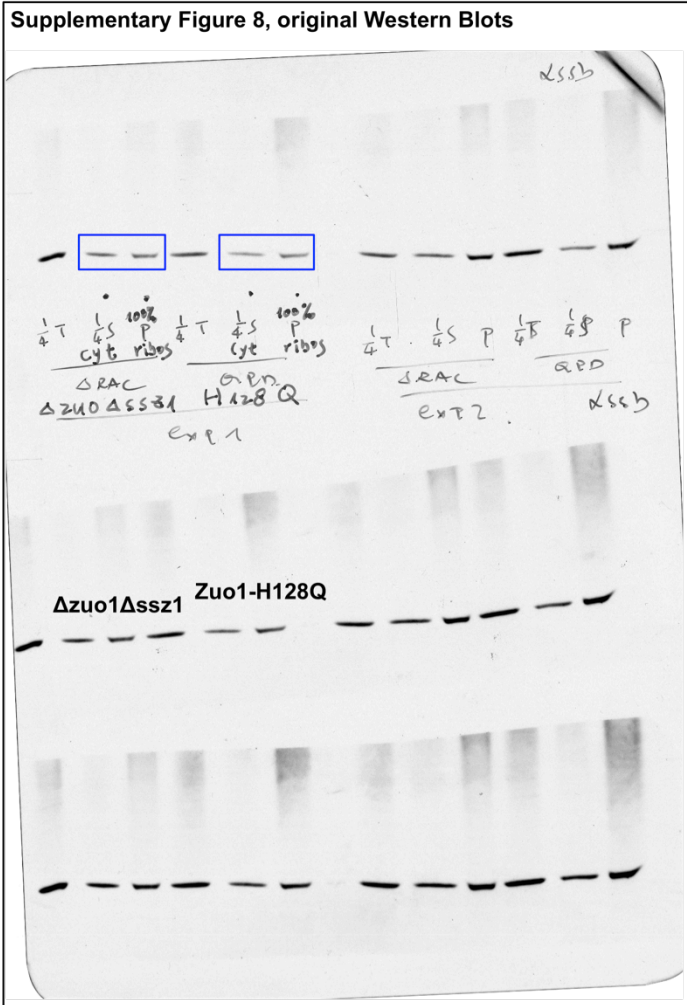 Supplementary Figure 8, original Western Blots
αssb
1/4 T 1/4 S 100% P 1/4 T 1/4 S 100% P
cyt ribos cyt ribos
ΔRAC
Δzuo Δssz1 H128Q
exp 1
1/4 T . 1/4 S P 1/4 T 1/4 S P
ΔRAC QPD
exp 2 . αssb
Δzuo1Δssz1 Zuo1-H128Q